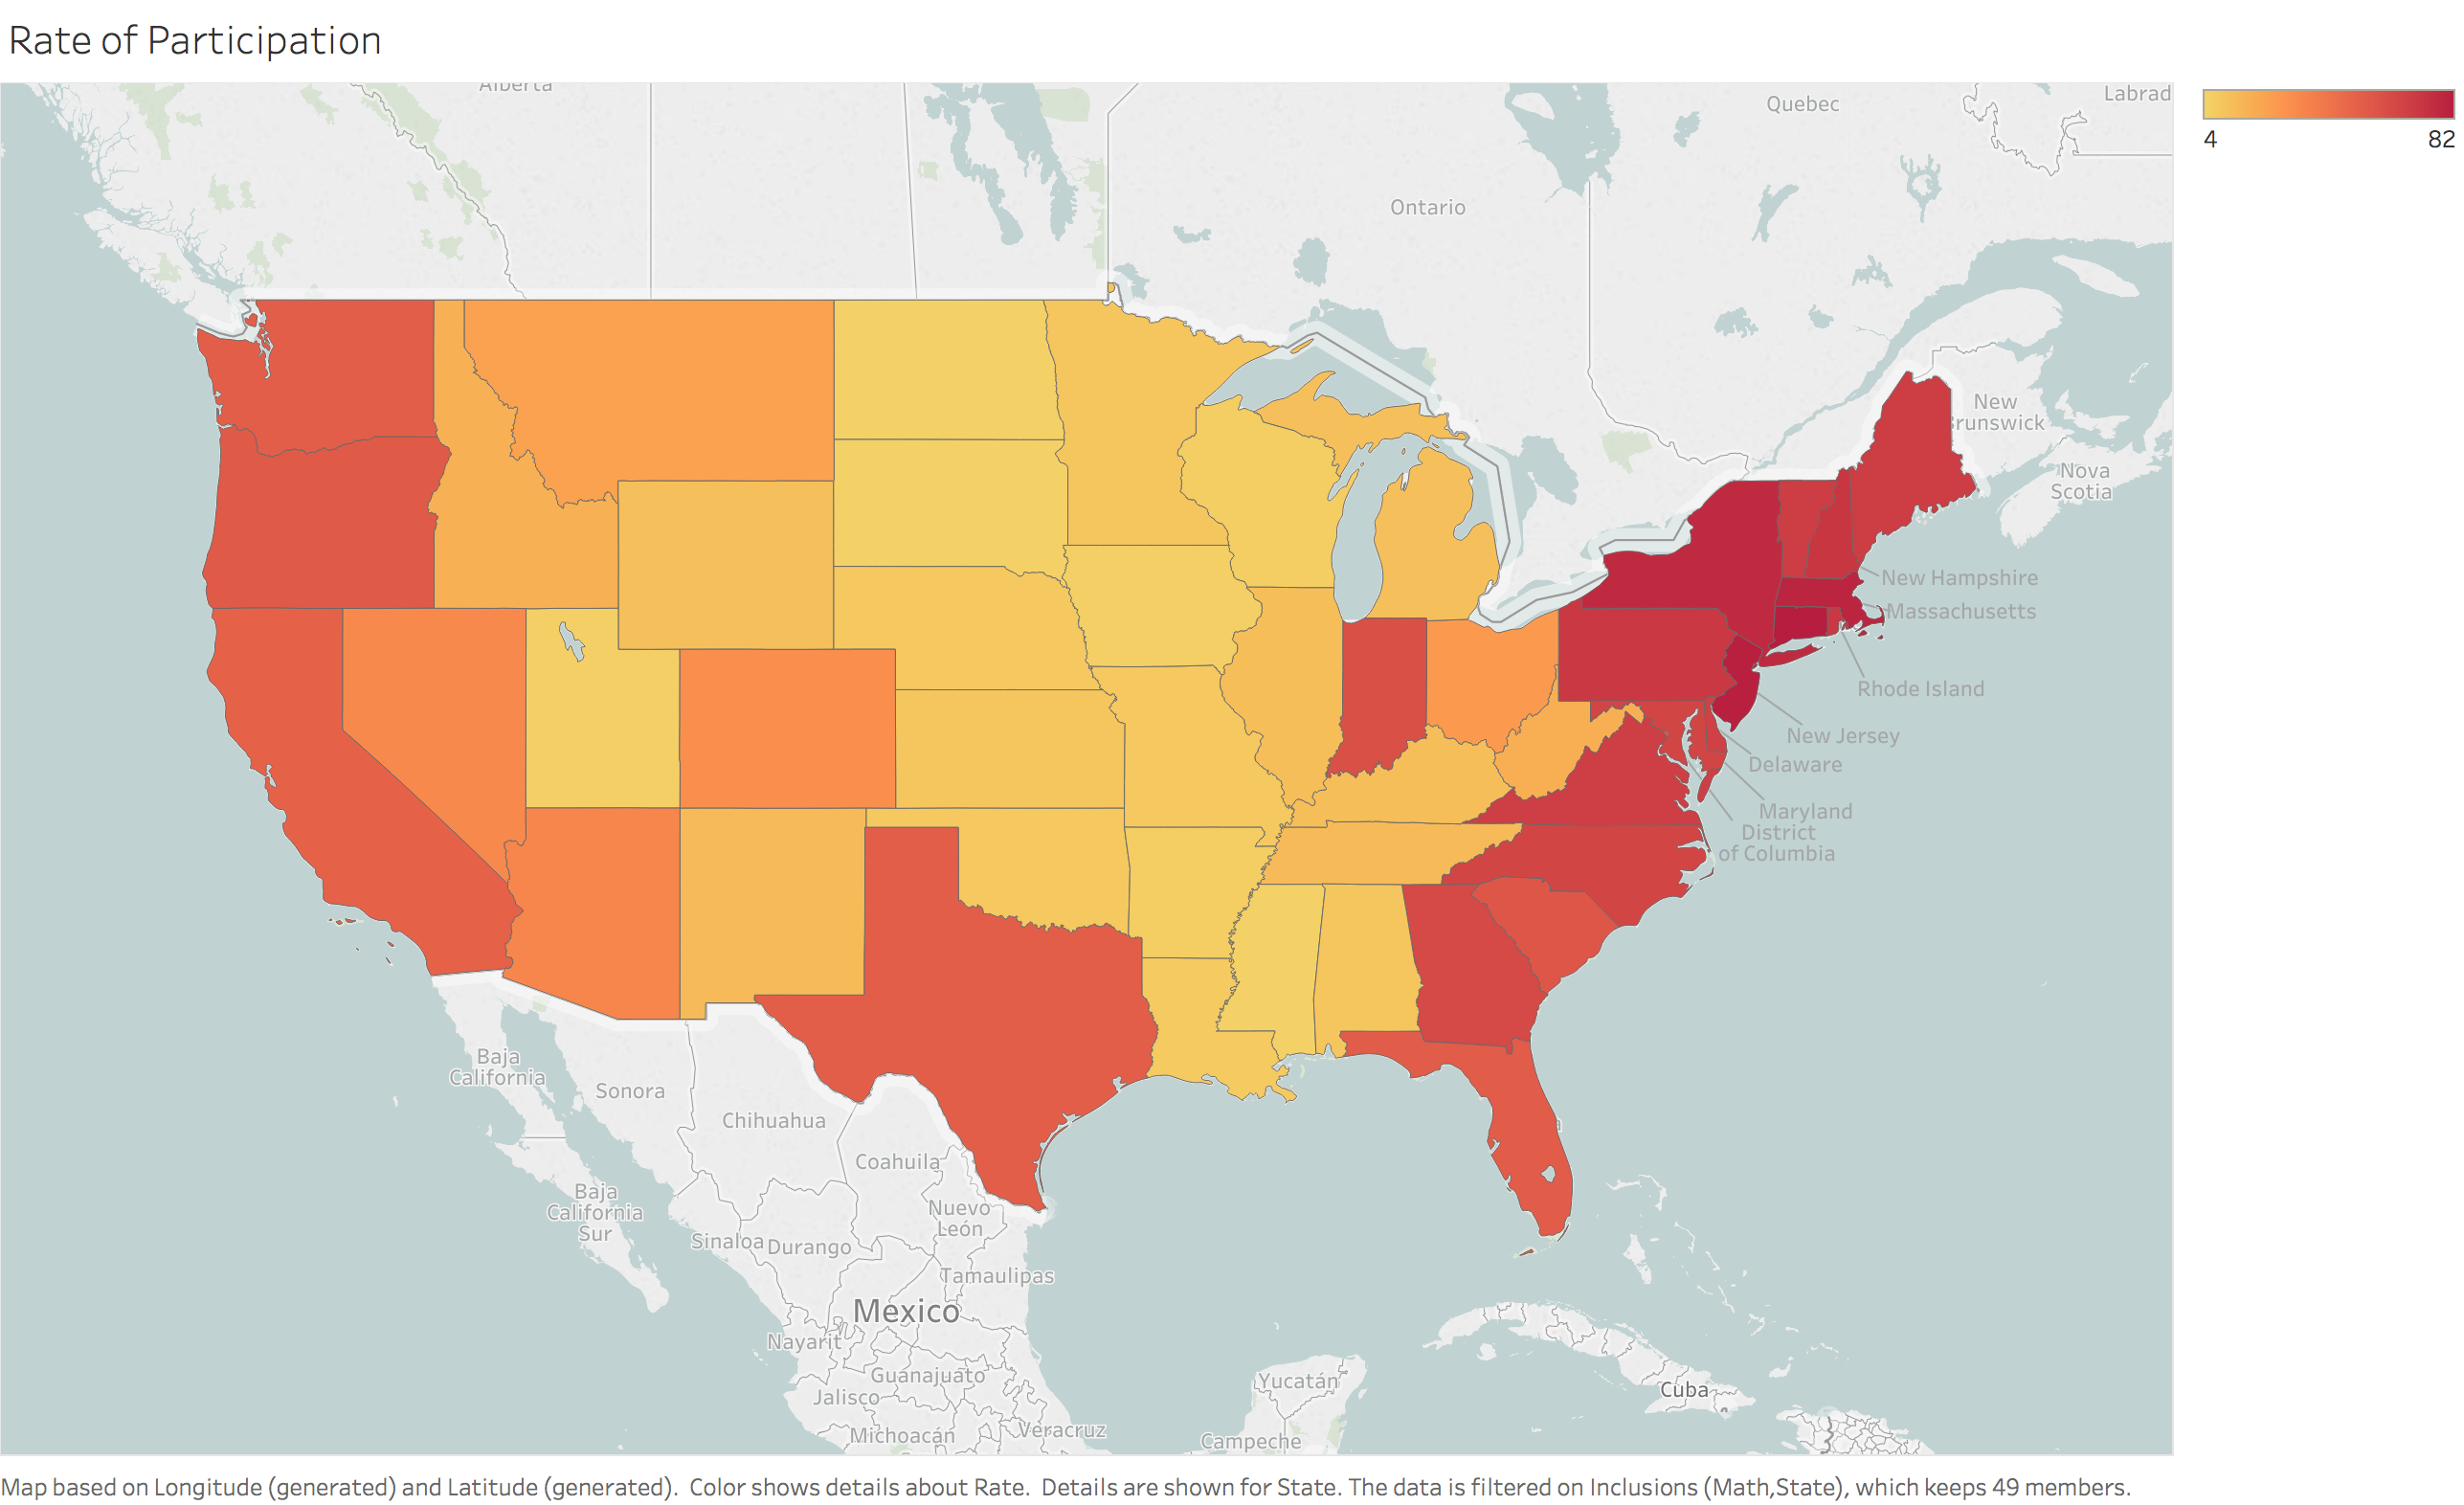 Rate of Participation
4
82
Alberta
Quebec
Labrad
Ontario
New
Brunswick
Nova
Scotia
New Hampshire
Massachusetts
Rhode Island
New Jersey
Delaware
Maryland
District
of Columbia
Baja
California
Sonora
Chihuahua
Coahuila
Baja
California
Sur
Nuevo
León
Sinaloa
Durango
Tamaulipas
Mexico
Nayarit
Guanajuato
Jalisco
Yucatán
Cuba
Michoacán
Veracruz
Campeche
Map based on Longitude (generated) and Latitude (generated).  Color shows details about Rate.  Details are shown for State. The data is filtered on Inclusions (Math,State), which keeps 49 members.